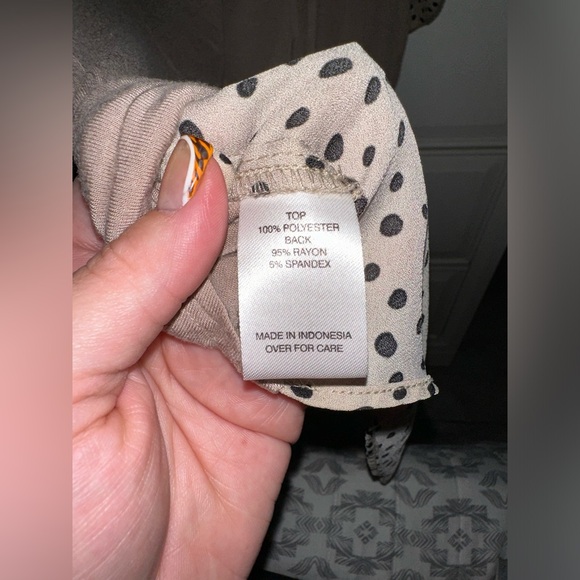 TOP
100% POLYESTER
BACK
95% RAYON
5% SPANDEX
MADE IN INDONESIA
OVER FOR CARE